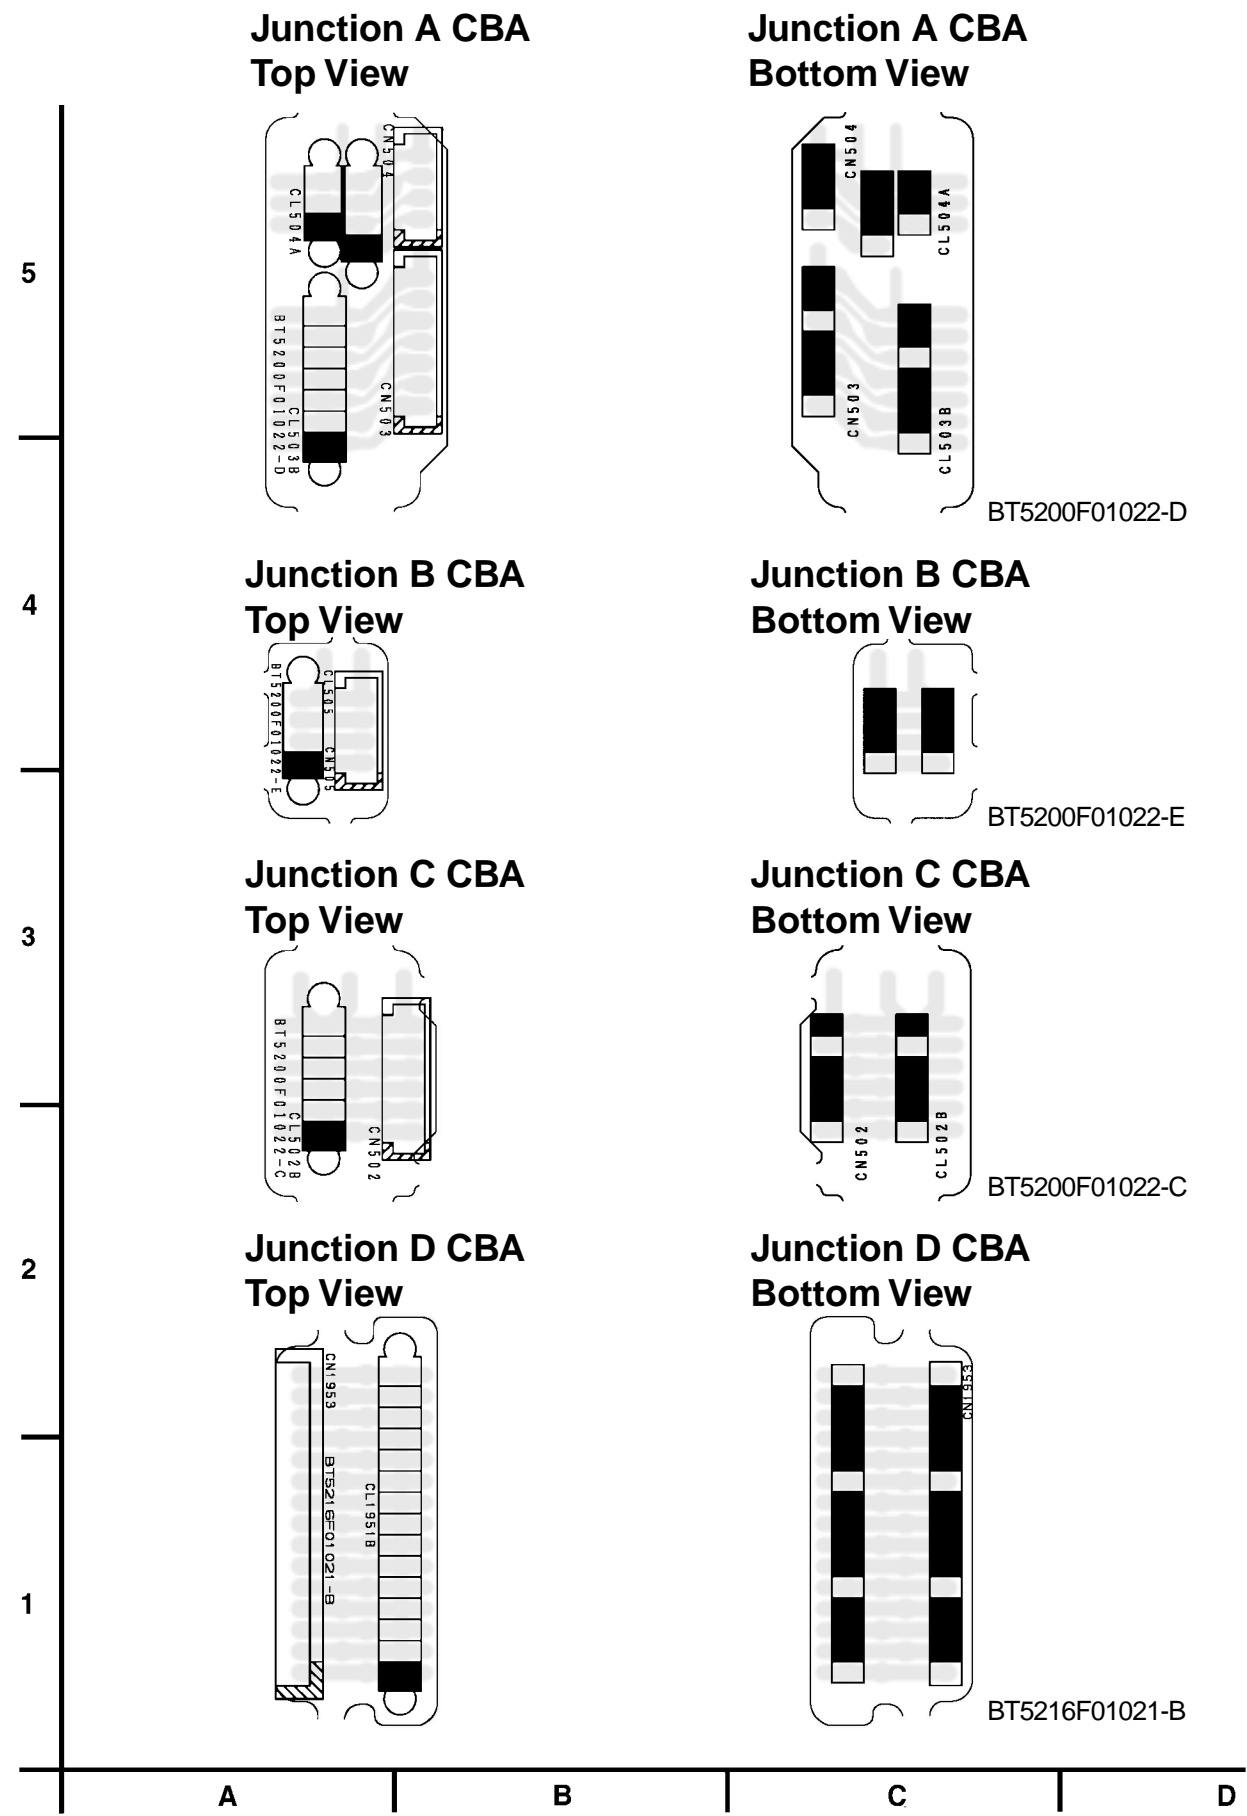 Junction A CBA
Top View
Junction A CBA
Bottom View
CN504
CL504A
BT5200F01022-D
CL503B
CN503
CN504
CL504A
CN503
CL503B
BT5200F01022-D
5
Junction B CBA
Top View
Junction B CBA
Bottom View
4
BT5200F01022-E
CL505
CN505
BT5200F01022-E
Junction C CBA
Top View
Junction C CBA
Bottom View
3
BT5200F01022-C
CL502B
CN502
CN502
CL502B
BT5200F01022-C
Junction D CBA
Top View
Junction D CBA
Bottom View
2
CN1953
BT5216F01021-B
CL1951B
CN1953
1
BT5216F01021-B
A
B
C
D